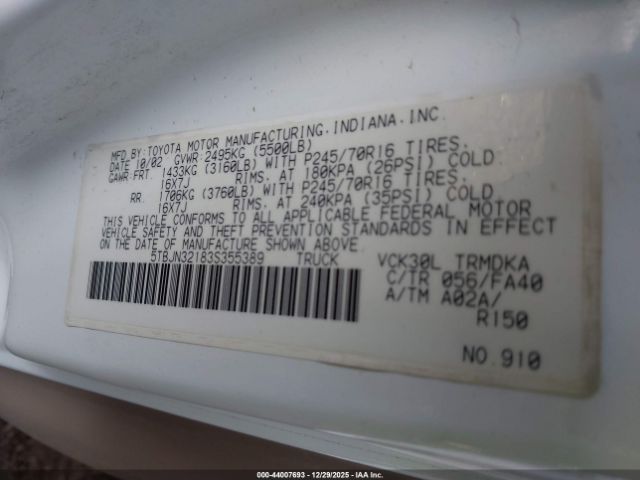 MFD BY: TOYOTA MOTOR MANUFACTURING, INDIANA, INC.
DATE 10/02 GVWR: 2495KG (5500LB)
GAWR: FRT. 1433KG (3160LB) WITH P245/70R16 TIRES,
16X7J RIMS, AT 180KPA (26PSI) COLD.
RR. 1706KG (3760LB) WITH P245/70R16 TIRES,
16X7J RIMS, AT 240KPA (35PSI) COLD
THIS VEHICLE CONFORMS TO ALL APPLICABLE FEDERAL MOTOR
VEHICLE SAFETY AND THEFT PREVENTION STANDARDS IN EFFECT
ON THE DATE OF MANUFACTURE SHOWN ABOVE.
5TBJN32183S355389 TRUCK VCK30L TRMDKA
C/TR 056/FA40
A/TM A02A/
R150
NO.910
© - 44007693 - 12/29/2025 - IAAI.COM